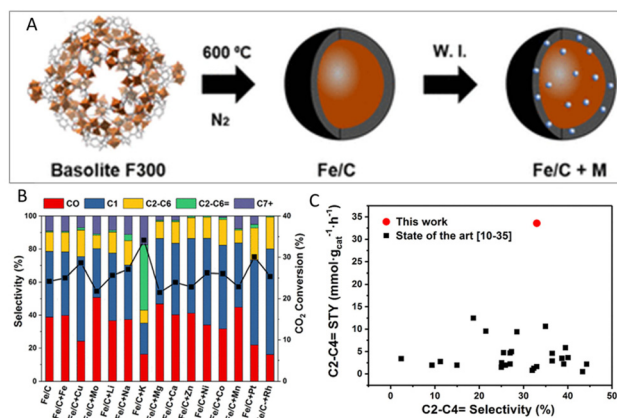 A
600 ºC
N₂
W. I.
Basolite F300
Fe/C
Fe/C + M
B
CO C1 C2-C6 C2-C6= C7+
Selectivity (%)
100
80
60
40
20
0
CO₂ Conversion (%)
40
30
20
10
0
Fe/C
Fe/C+Fe
Fe/C+Cu
Fe/C+Mo
Fe/C+Li
Fe/C+Na
Fe/C+K
Fe/C+Mg
Fe/C+Ca
Fe/C+Zn
Fe/C+Ni
Fe/C+Co
Fe/C+Mn
Fe/C+Pt
Fe/C+Rh
C
This work
State of the art [10-35]
C2-C4= STY (mmol·gcat⁻¹·h⁻¹)
35
30
25
20
15
10
5
0
0 10 20 30 40 50
C2-C4= Selectivity (%)